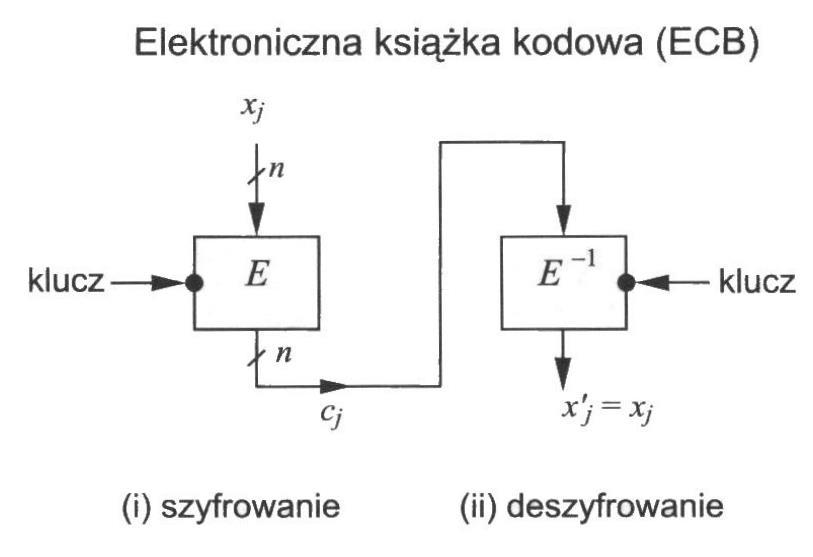 Elektroniczna książka kodowa (ECB)
x_j
n
klucz
E
E⁻¹
klucz
n
c_j
x'_j = x_j
(i) szyfrowanie
(ii) deszyfrowanie